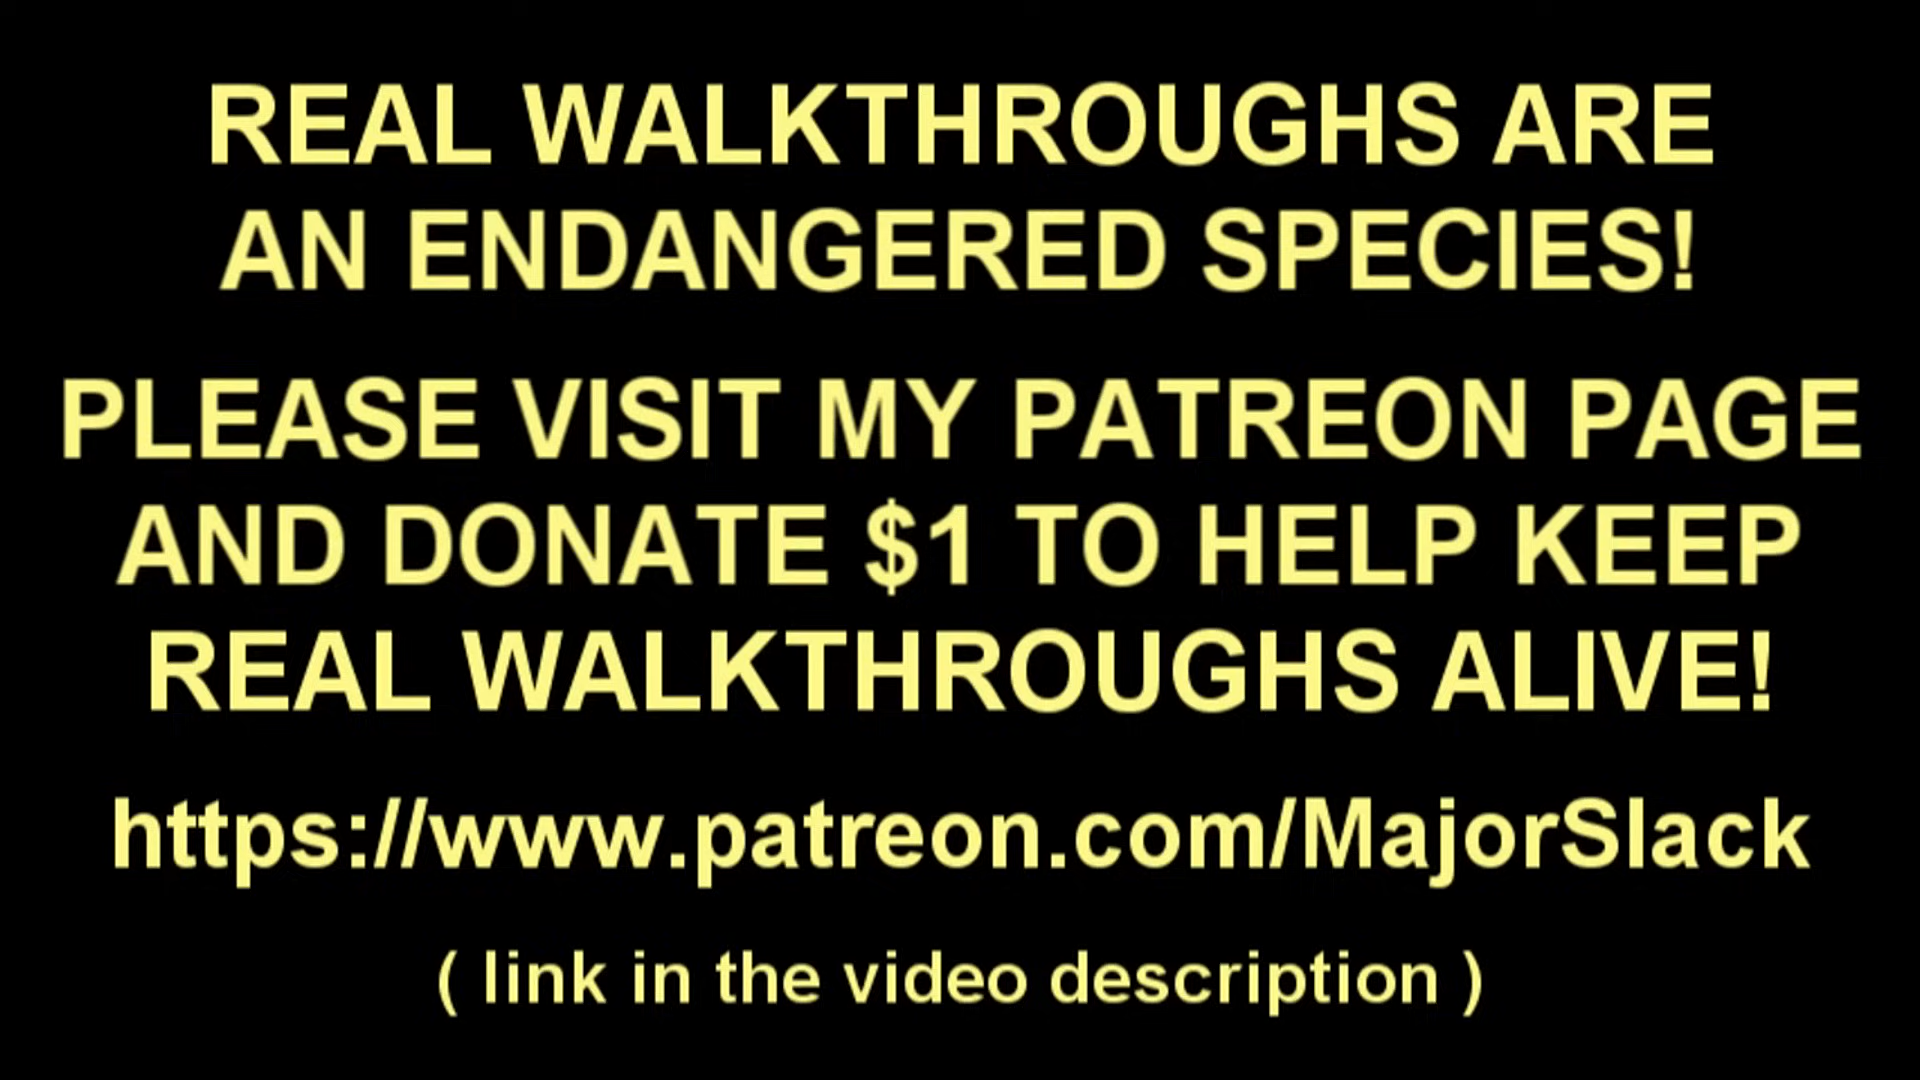 REAL WALKTHROUGHS ARE
AN ENDANGERED SPECIES!
PLEASE VISIT MY PATREON PAGE
AND DONATE $1 TO HELP KEEP
REAL WALKTHROUGHS ALIVE!
https://www.patreon.com/MajorSlack
( link in the video description )